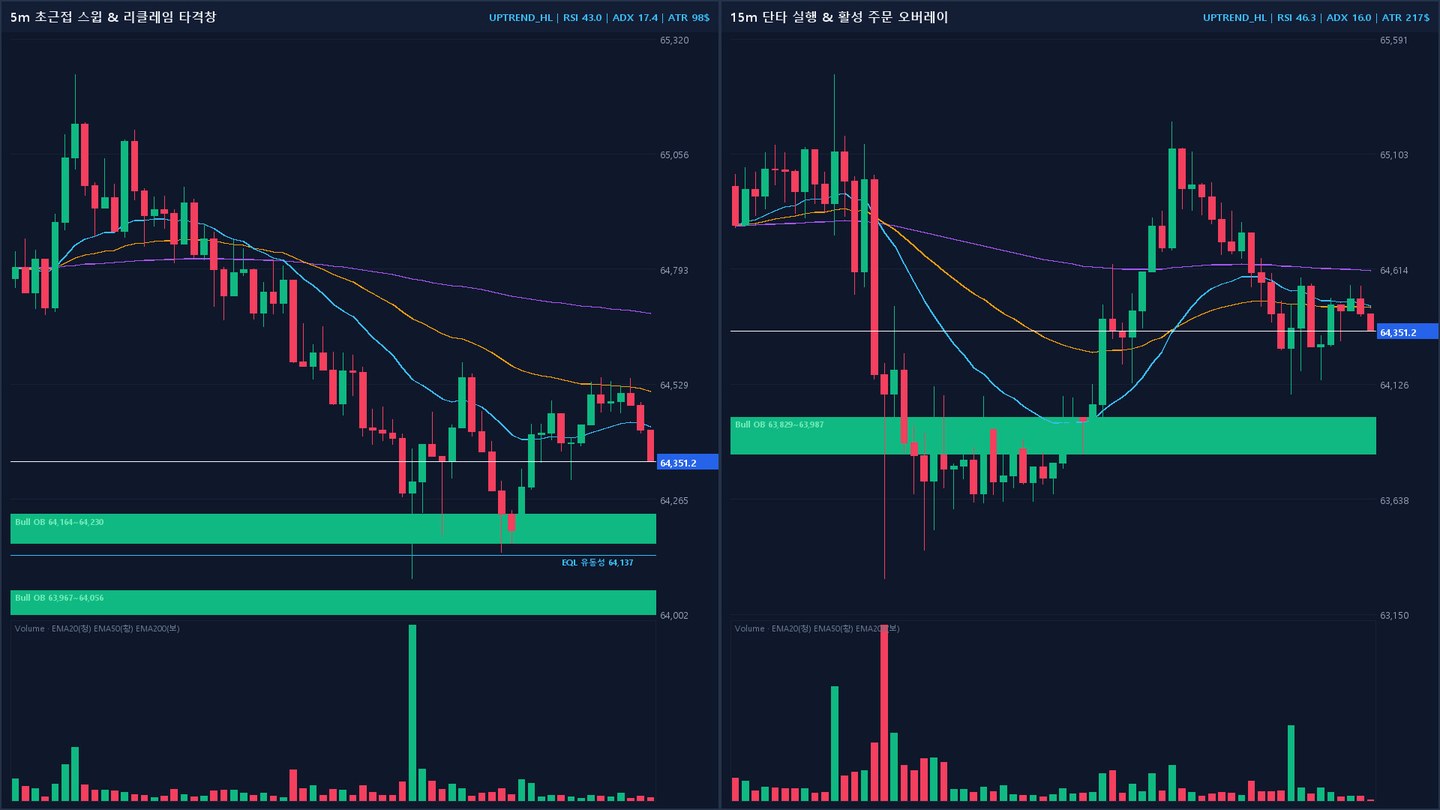 5m 초근접 스윕 & 리클레임 타격창
UPTREND_HL | RSI 43.0 | ADX 17.4 | ATR 98$
65,320
65,056
64,793
64,529
64,351.2
64,265
64,002
Bull OB 64,164~64,230
EQL 유동성 64,137
Bull OB 63,967~64,056
Volume · EMA20(청) EMA50(황) EMA200(보)
15m 단타 실행 & 활성 주문 오버레이
UPTREND_HL | RSI 46.3 | ADX 16.0 | ATR 217$
65,591
65,103
64,614
64,351.2
64,126
63,638
63,150
Bull OB 63,829~63,987
Volume · EMA20(청) EMA50(황) EMA200(보)